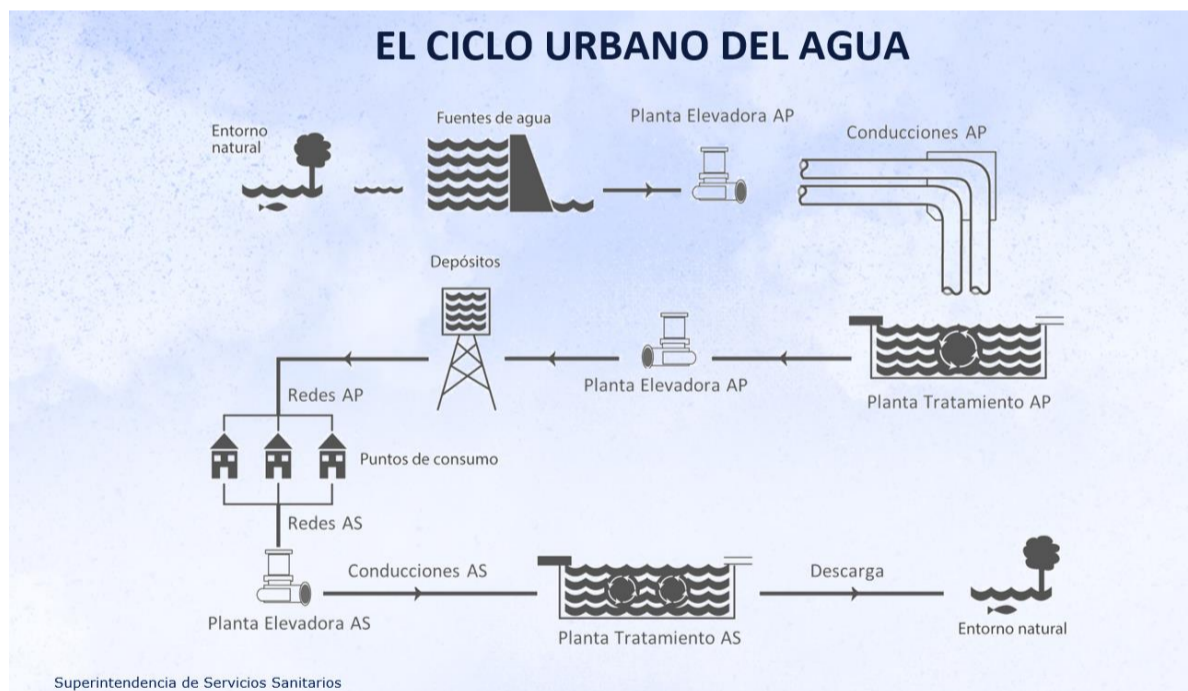 EL CICLO URBANO DEL AGUA
Entorno
natural
Fuentes de agua
Planta Elevadora AP
Conducciones AP
Depósitos
Planta Elevadora AP
Planta Tratamiento AP
Redes AP
Puntos de consumo
Redes AS
Planta Elevadora AS
Conducciones AS
Planta Tratamiento AS
Descarga
Entorno natural
Superintendencia de Servicios Sanitarios